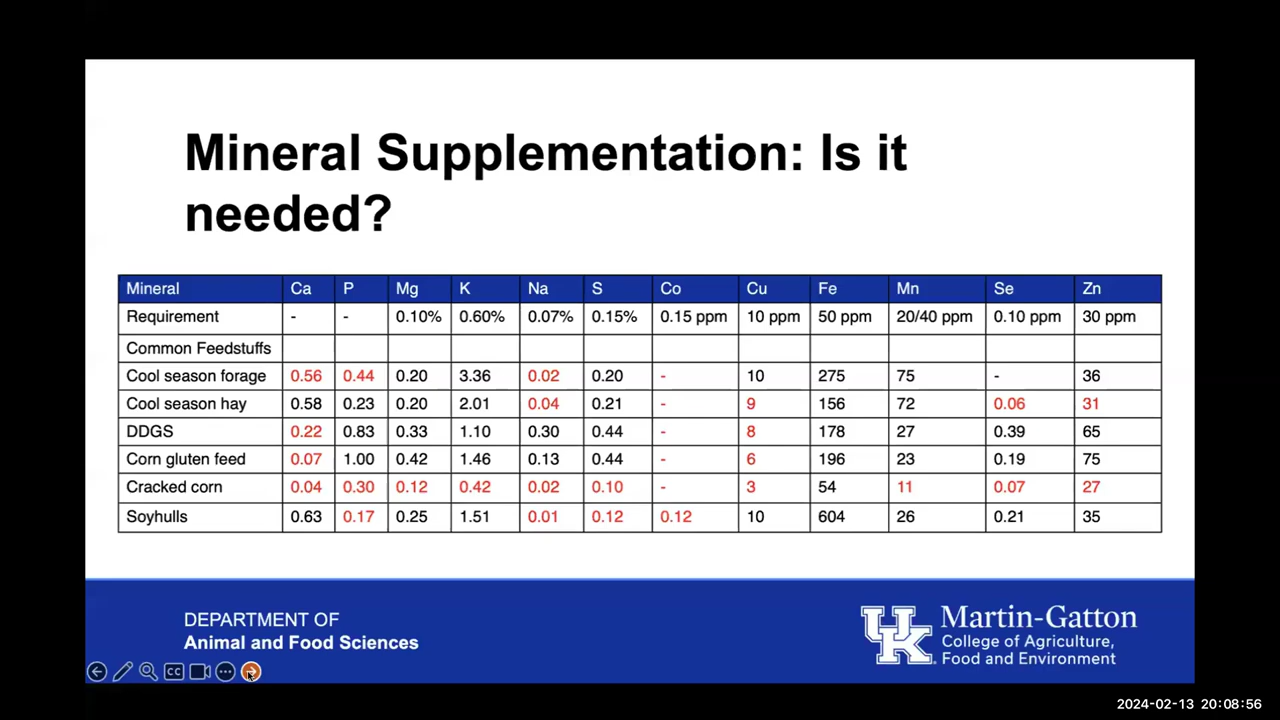 Mineral Supplementation: Is it
needed?
Mineral Ca P Mg K Na S Co Cu Fe Mn Se Zn
Requirement - - 0.10% 0.60% 0.07% 0.15% 0.15 ppm 10 ppm 50 ppm 20/40 ppm 0.10 ppm 30 ppm
Common Feedstuffs
Cool season forage 0.56 0.44 0.20 3.36 0.02 0.20 - 10 275 75 - 36
Cool season hay 0.58 0.23 0.20 2.01 0.04 0.21 - 9 156 72 0.06 31
DDGS 0.22 0.83 0.33 1.10 0.30 0.44 - 8 178 27 0.39 65
Corn gluten feed 0.07 1.00 0.42 1.46 0.13 0.44 - 6 196 23 0.19 75
Cracked corn 0.04 0.30 0.12 0.42 0.02 0.10 - 3 54 11 0.07 27
Soyhulls 0.63 0.17 0.25 1.51 0.01 0.12 0.12 10 604 26 0.21 35
DEPARTMENT OF
Animal and Food Sciences
UK
Martin-Gatton
College of Agriculture,
Food and Environment
CC
2024-02-13 20:08:56